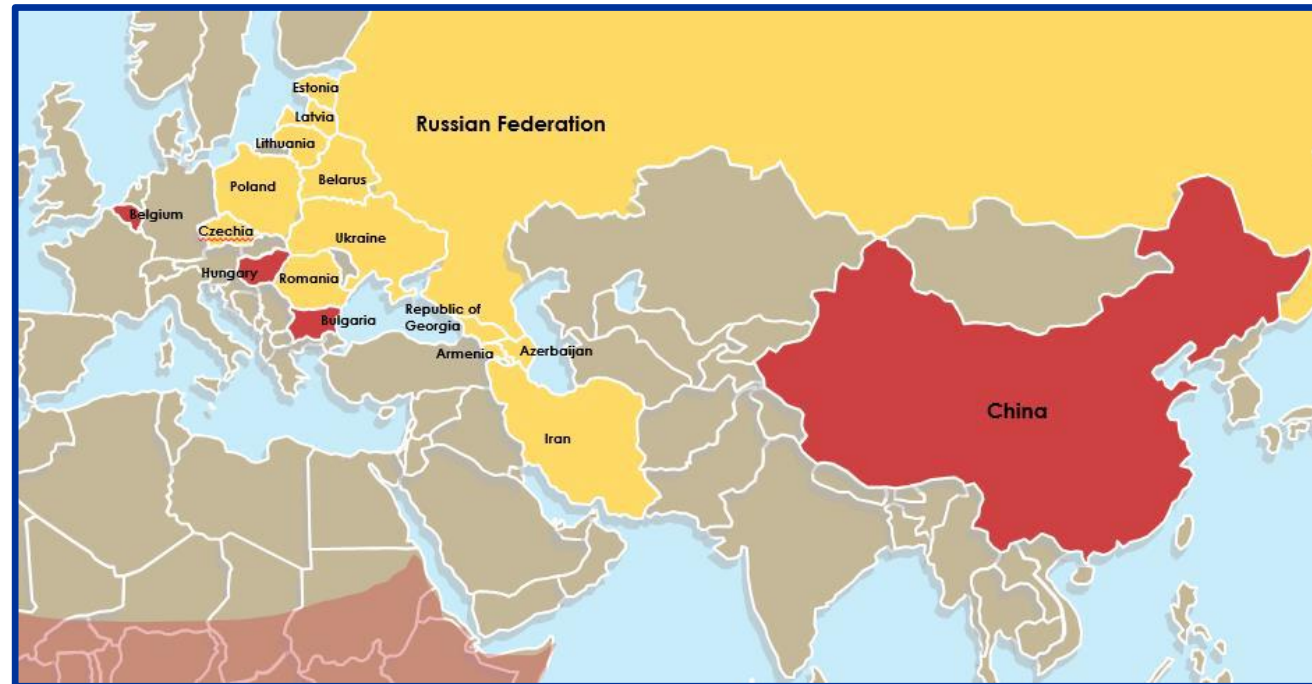 Estonia
Latvia
Lithuania
Russian Federation
Belarus
Poland
Belgium
Czechia
Ukraine
Hungary
Romania
Republic of
Georgia
Bulgaria
Armenia
Azerbaijan
China
Iran